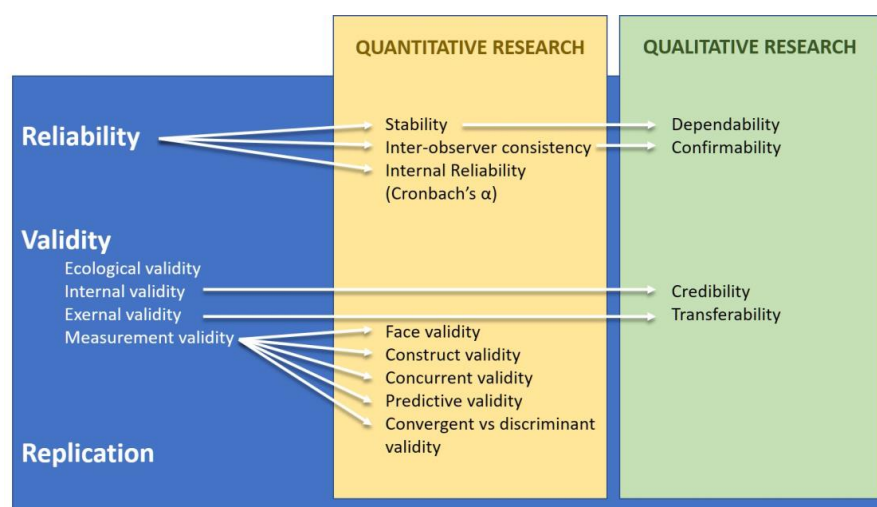 QUANTITATIVE RESEARCH
QUALITATIVE RESEARCH
Reliability
Stability
Dependability
Inter-observer consistency
Confirmability
Internal Reliability
(Cronbach's α)
Validity
Ecological validity
Internal validity
Credibility
Exernal validity
Transferability
Measurement validity
Face validity
Construct validity
Concurrent validity
Predictive validity
Convergent vs discriminant
validity
Replication